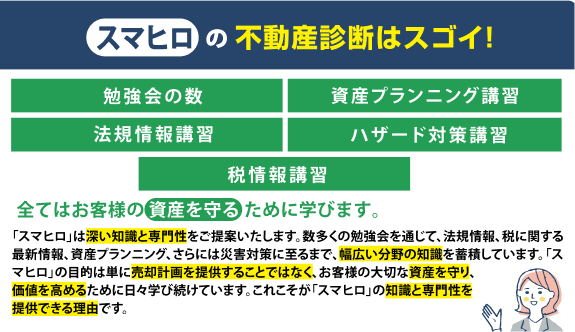 スマヒロの不動産診断はスゴイ!
勉強会の数
資産プランニング講習
法規情報講習
ハザード対策講習
税情報講習
全てはお客様の資産を守るために学びます。
「スマヒロ」は深い知識と専門性をご提案いたします。数多くの勉強会を通じて、法規情報、税に関する
最新情報、資産プランニング、さらには災害対策に至るまで、幅広い分野の知識を蓄積しています。「ス
マヒロ」の目的は単に売却計画を提供することではなく、お客様の大切な資産を守り、
価値を高めるために日々学び続けています。これこそが「スマヒロ」の知識と専門性を
提供できる理由です。